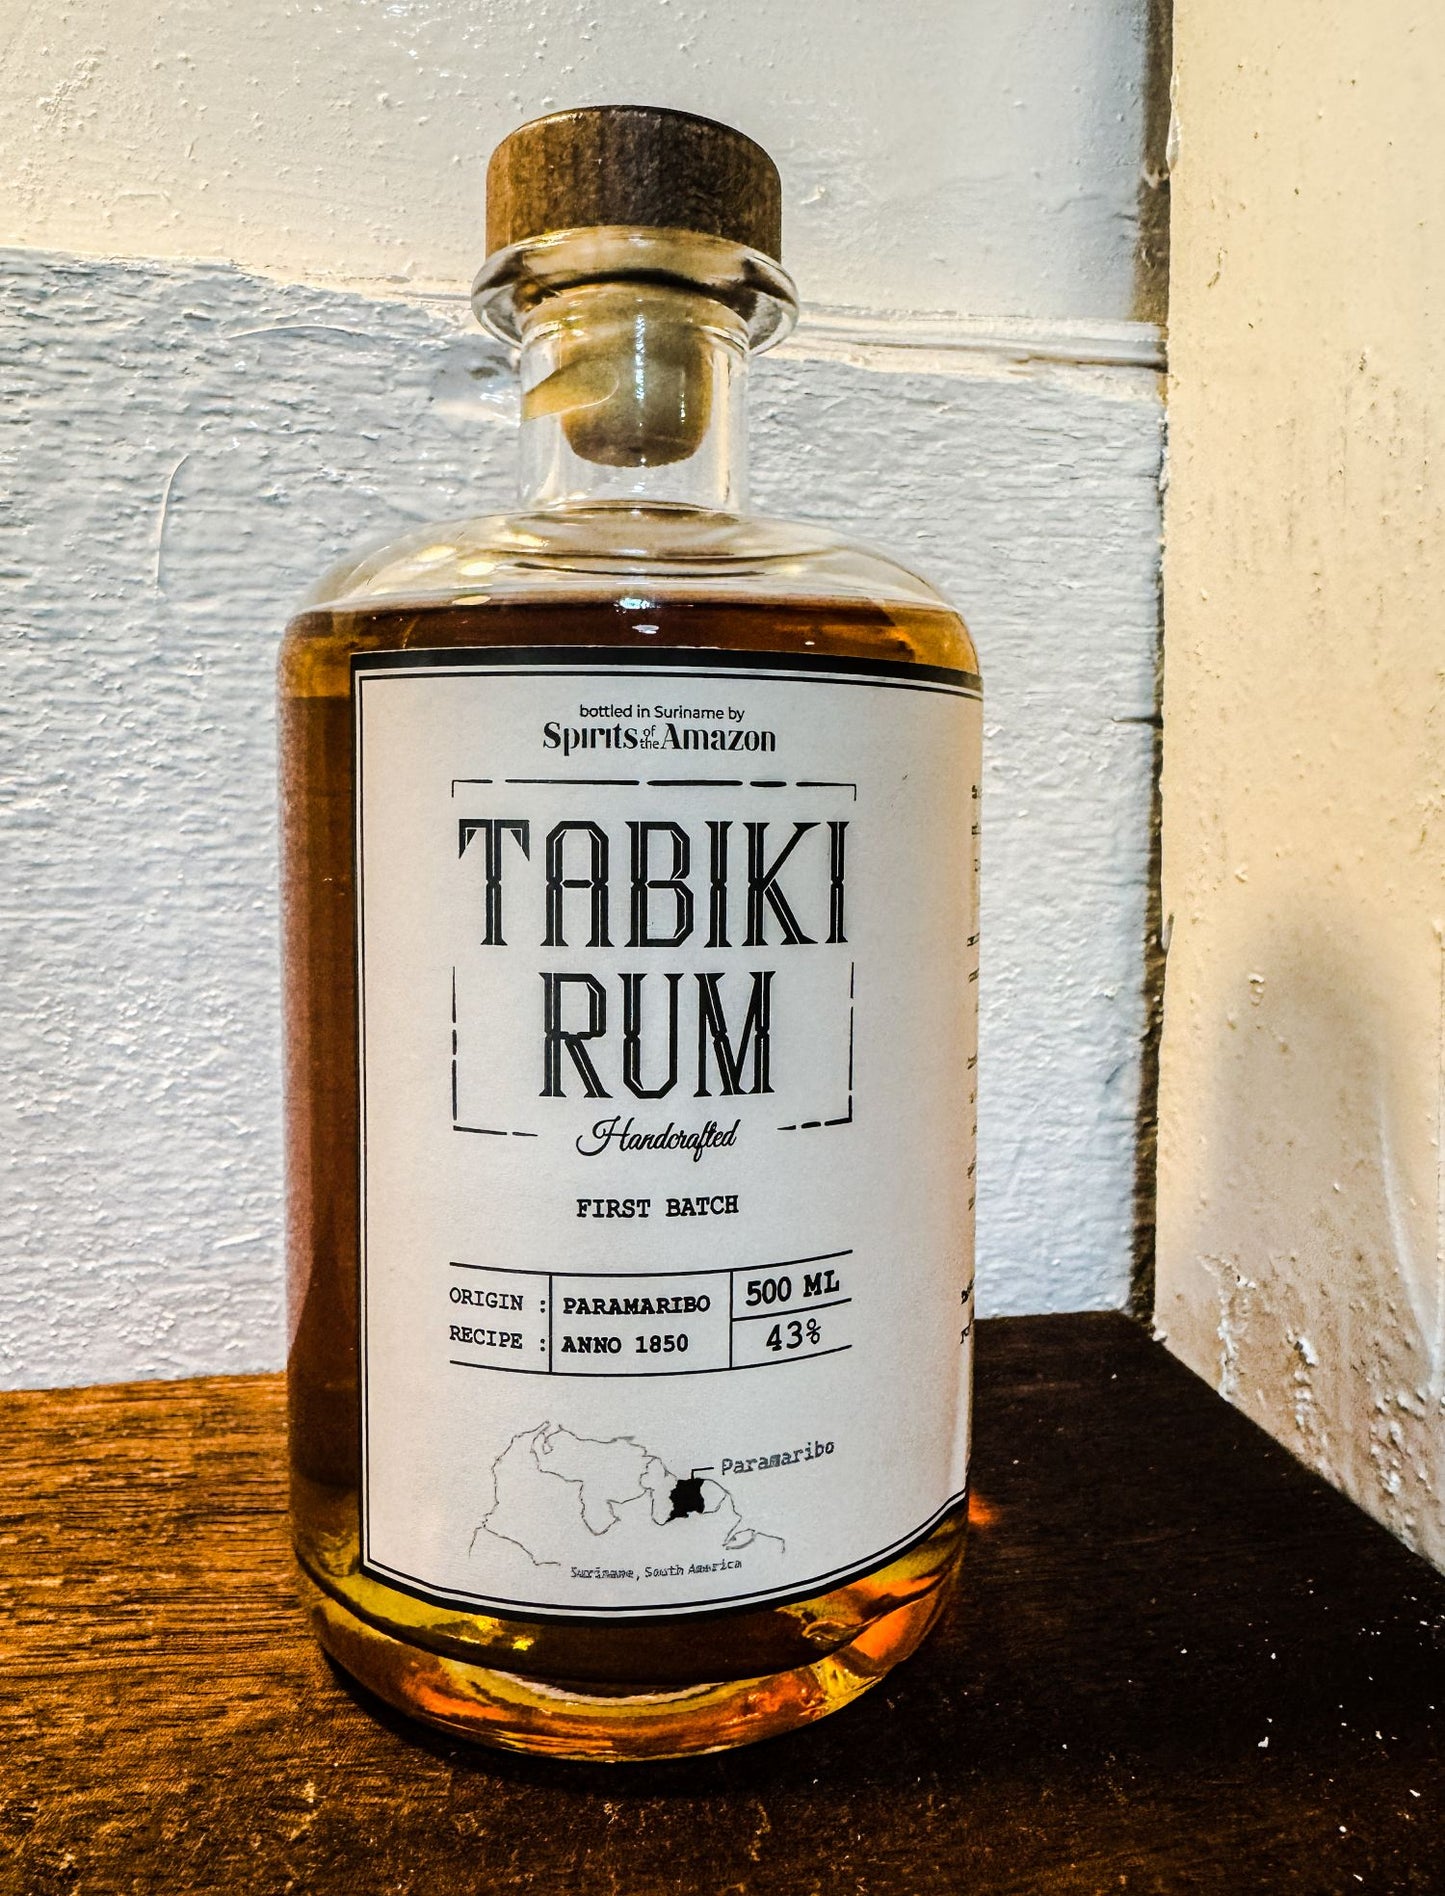 bottled in Suriname by
Spirits of the Amazon
TABIKI
RUM
Handcrafted
FIRST BATCH
ORIGIN : PARAMARIBO
RECIPE : ANNO 1850
500 ML
43%
Paramaribo
Suriname, South America